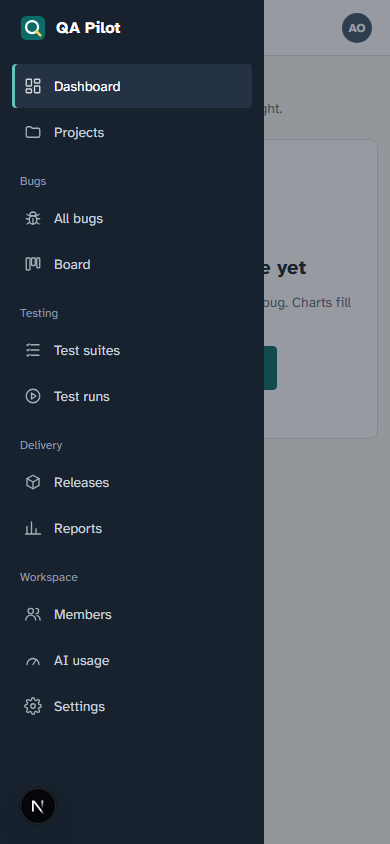 QA Pilot
AO
Dashboard
ght.
Projects
Bugs
All bugs
Board
yet
bug. Charts fill
Testing
Test suites
Test runs
Delivery
Releases
Reports
Workspace
Members
AI usage
Settings
N